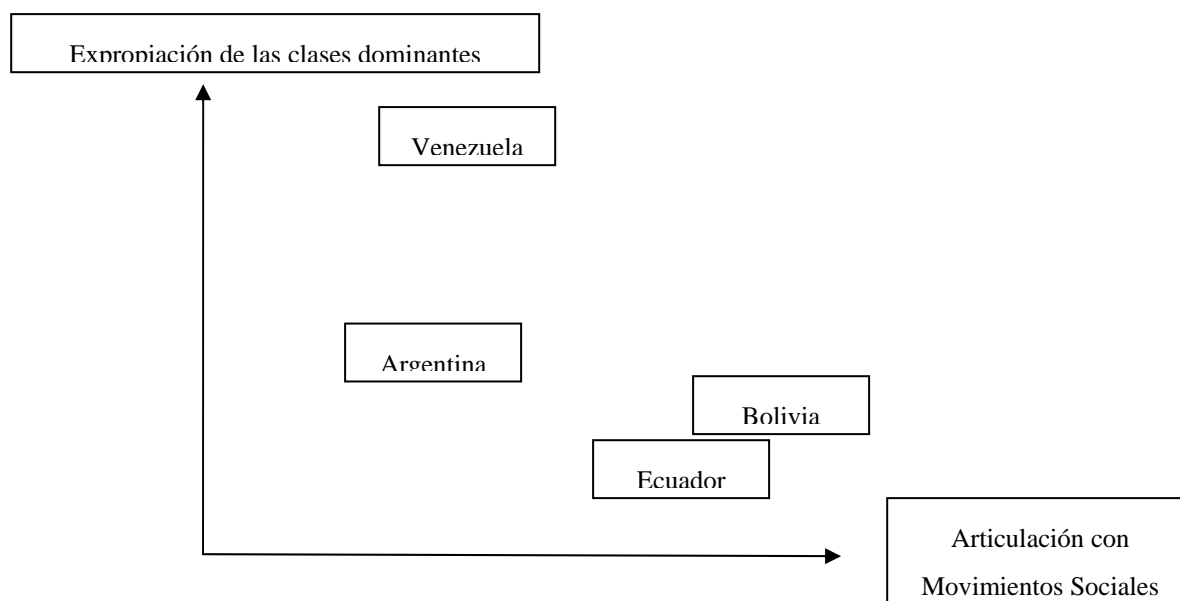 Expropiación de las clases dominantes
Venezuela
Argentina
Bolivia
Ecuador
Articulación con
Movimientos Sociales